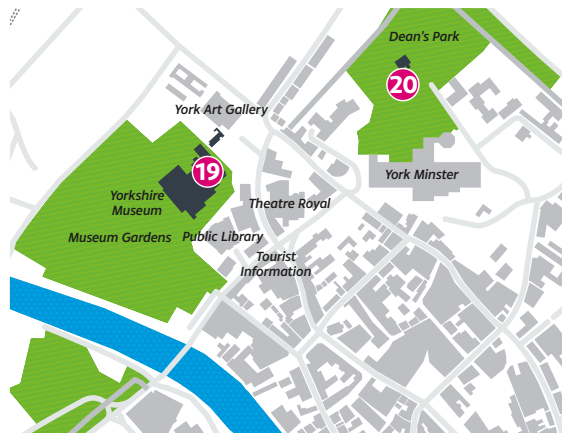 Dean's Park
20
York Art Gallery
19
York Minster
Yorkshire
Museum
Theatre Royal
Museum Gardens
Public Library
Tourist
Information